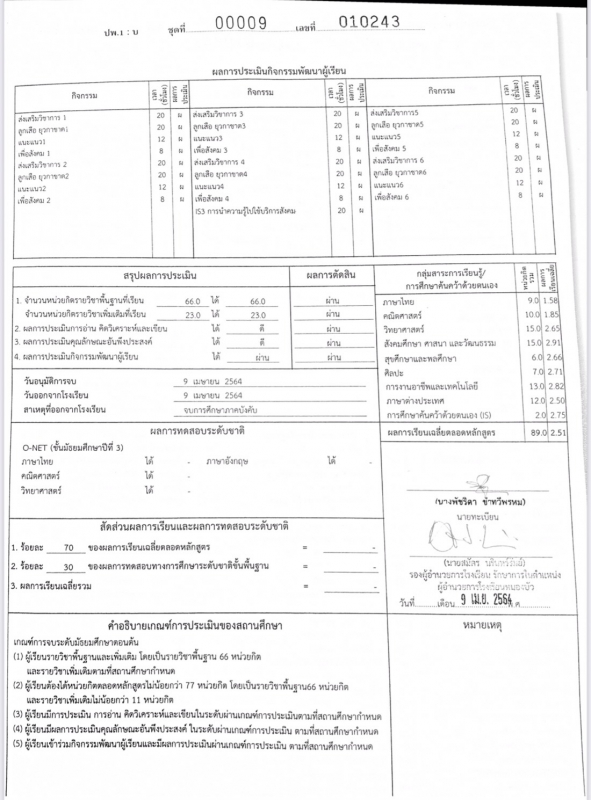 ปพ.1 : บ ชุดที่ 00009 เลขที่ 010243
ผลการประเมินกิจกรรมพัฒนาผู้เรียน
กิจกรรม เวลา (ชั่วโมง) ผลการประเมิน กิจกรรม เวลา (ชั่วโมง) ผลการประเมิน กิจกรรม เวลา (ชั่วโมง) ผลการประเมิน
ส่งเสริมวิชาการ 1 20 ผ ส่งเสริมวิชาการ 3 20 ผ ส่งเสริมวิชาการ5 20 ผ
ลูกเสือ ยุวกาชาด1 20 ผ ลูกเสือ ยุวกาชาด3 20 ผ ลูกเสือ ยุวกาชาด5 20 ผ
แนะแนว1 12 ผ แนะแนว3 12 ผ แนะแนว5 12 ผ
เพื่อสังคม 1 8 ผ เพื่อสังคม 3 8 ผ เพื่อสังคม 5 8 ผ
ส่งเสริมวิชาการ 2 20 ผ ส่งเสริมวิชาการ 4 20 ผ ส่งเสริมวิชาการ 6 20 ผ
ลูกเสือ ยุวกาชาด2 20 ผ ลูกเสือ ยุวกาชาด4 20 ผ ลูกเสือ ยุวกาชาด6 20 ผ
แนะแนว2 12 ผ แนะแนว4 12 ผ แนะแนว6 12 ผ
เพื่อสังคม 2 8 ผ เพื่อสังคม 4 8 ผ เพื่อสังคม 6 8 ผ
IS3 การนำความรู้ไปใช้บริการสังคม 20 ผ
สรุปผลการประเมิน ผลการตัดสิน
1. จำนวนหน่วยกิตรายวิชาพื้นฐานที่เรียน 66.0 ได้ 66.0 ผ่าน
จำนวนหน่วยกิตรายวิชาเพิ่มเติมที่เรียน 23.0 ได้ 23.0 ผ่าน
2. ผลการประเมินการอ่าน คิดวิเคราะห์และเขียน ได้ ดี ผ่าน
3. ผลการประเมินคุณลักษณะอันพึงประสงค์ ได้ ดี ผ่าน
4. ผลการประเมินกิจกรรมพัฒนาผู้เรียน ได้ ผ่าน ผ่าน
วันอนุมัติการจบ 9 เมษายน 2564
วันออกจากโรงเรียน 9 เมษายน 2564
สาเหตุที่ออกจากโรงเรียน จบการศึกษาภาคบังคับ
ผลการทดสอบระดับชาติ
O-NET (ชั้นมัธยมศึกษาปีที่ 3)
ภาษาไทย ได้ - ภาษาอังกฤษ ได้ -
คณิตศาสตร์ ได้ -
วิทยาศาสตร์ ได้ -
สัดส่วนผลการเรียนและผลการทดสอบระดับชาติ
1. ร้อยละ 70 ของผลการเรียนเฉลี่ยตลอดหลักสูตร = -
2. ร้อยละ 30 ของผลการทดสอบทางการศึกษาระดับชาติขั้นพื้นฐาน = -
3. ผลการเรียนเฉลี่ยรวม = -
กลุ่มสาระการเรียนรู้/ การศึกษาค้นคว้าด้วยตนเอง หน่วยกิตรวม ผลการเรียนเฉลี่ย
ภาษาไทย 9.0 1.58
คณิตศาสตร์ 10.0 1.85
วิทยาศาสตร์ 15.0 2.65
สังคมศึกษา ศาสนา และวัฒนธรรม 15.0 2.91
สุขศึกษาและพลศึกษา 6.0 2.66
ศิลปะ 7.0 2.71
การงานอาชีพและเทคโนโลยี 13.0 2.82
ภาษาต่างประเทศ 12.0 2.50
การศึกษาค้นคว้าด้วยตนเอง (IS) 2.0 2.75
ผลการเรียนเฉลี่ยตลอดหลักสูตร 89.0 2.51
(นางพัชริดา ชำทวีพรหม)
นายทะเบียน
(นายสมัคร
รองผู้อำนวยการโรงเรียน รักษาการในตำแหน่ง
ผู้อำนวยการโรงเรียนหนองบัว
วันที่ เดือน 9 เม.ย. 2564
คำอธิบายเกณฑ์การประเมินของสถานศึกษา
เกณฑ์การจบระดับมัธยมศึกษาตอนต้น
(1) ผู้เรียนรายวิชาพื้นฐานและเพิ่มเติม โดยเป็นรายวิชาพื้นฐาน 66 หน่วยกิต
และรายวิชาเพิ่มเติมตามที่สถานศึกษากำหนด
(2) ผู้เรียนต้องได้หน่วยกิตตลอดหลักสูตรไม่น้อยกว่า 77 หน่วยกิต โดยเป็นรายวิชาพื้นฐาน66 หน่วยกิต
และรายวิชาเพิ่มเติมไม่น้อยกว่า 11 หน่วยกิต
(3) ผู้เรียนมีการประเมิน การอ่าน คิดวิเคราะห์และเขียนในระดับผ่านเกณฑ์การประเมินตามที่สถานศึกษากำหนด
(4) ผู้เรียนมีผลการประเมินคุณลักษณะอันพึงประสงค์ ในระดับผ่านเกณฑ์การประเมิน ตามที่สถานศึกษากำหนด
(5) ผู้เรียนเข้าร่วมกิจกรรมพัฒนาผู้เรียนและมีผลการประเมินผ่านเกณฑ์การประเมิน ตามที่สถานศึกษากำหนด
หมายเหตุ